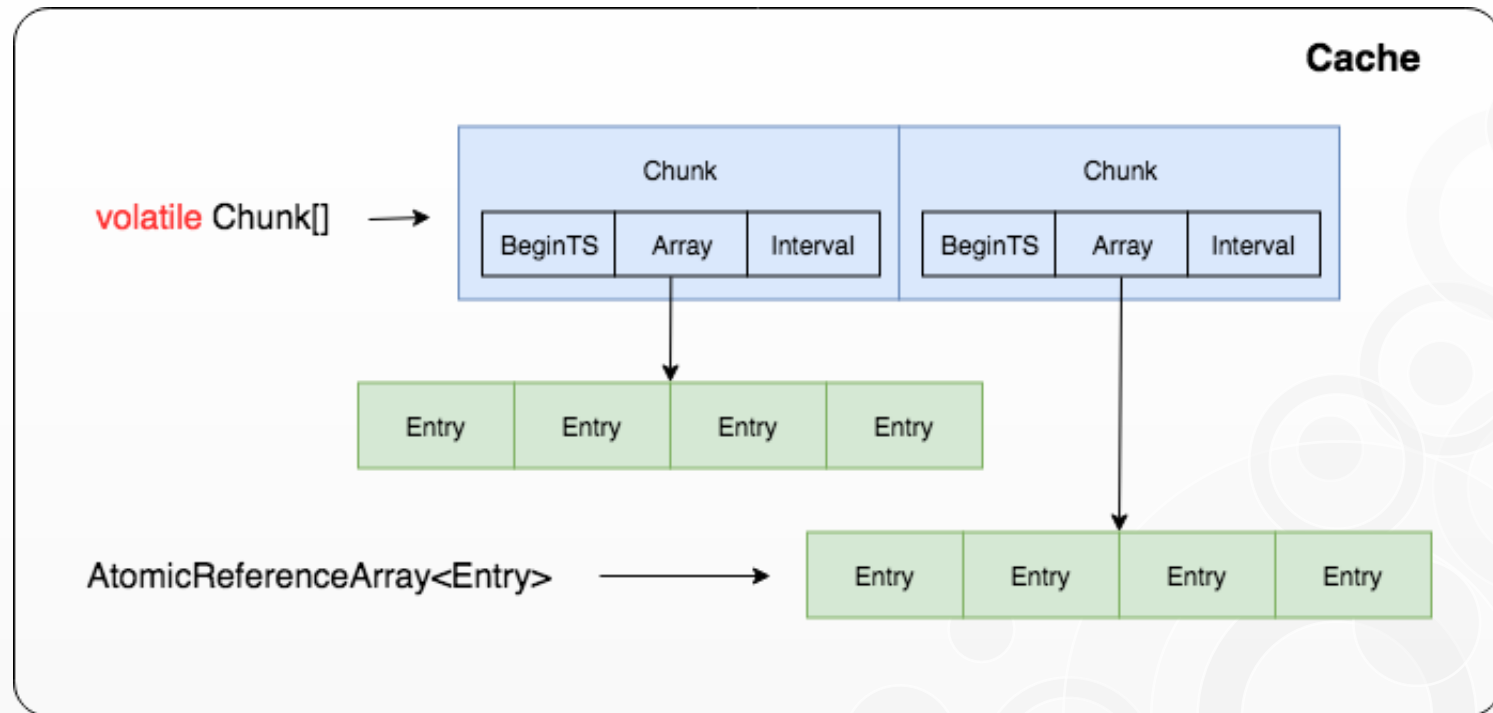 Cache
Chunk Chunk
volatile Chunk[]
BeginTS Array Interval BeginTS Array Interval
Entry Entry Entry Entry
AtomicReferenceArray<Entry>
Entry Entry Entry Entry